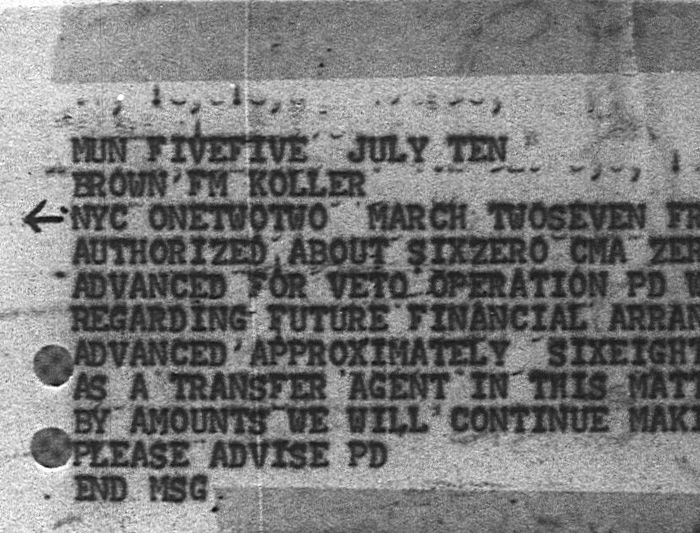 MUN FIVEFIVE JULY TEN
BROWN FM KOLLER
NYC ONETWOTWO MARCH TWOSEVEN
AUTHORIZED ABOUT SIXZERO CMA
ADVANCED FOR VETO OPERATION PD
REGARDING FUTURE FINANCIAL
ADVANCED APPROXIMATELY SIXEIGHT
AS A TRANSFER AGENT IN THIS
BY AMOUNTS WE WILL CONTINUE
PLEASE ADVISE PD
END MSG